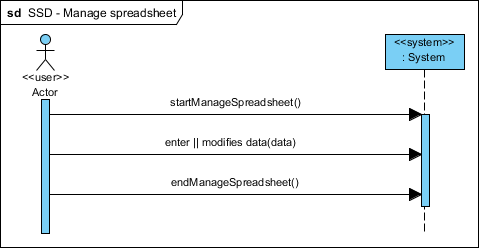 sd SSD - Manage spreadsheet
<<user>>
Actor
<<system>>
: System
startManageSpreadsheet()
enter || modifies data(data)
endManageSpreadsheet()